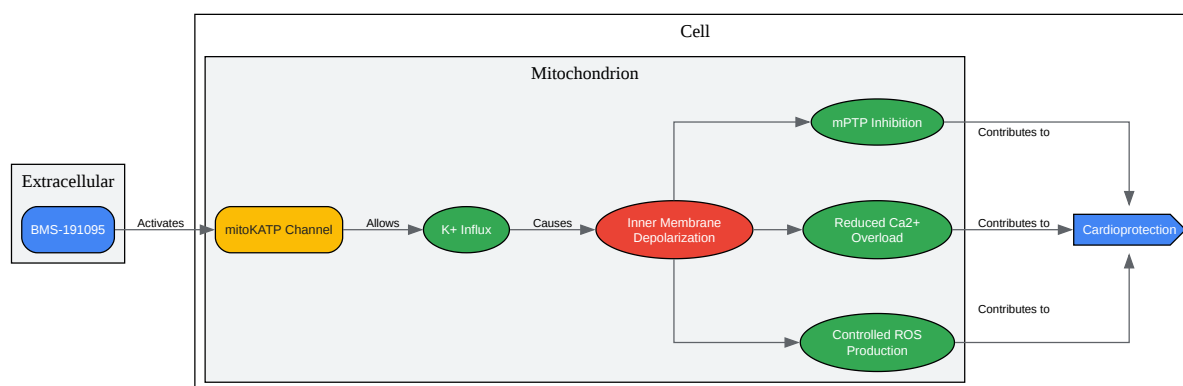 Cell
Mitochondrion
Extracellular
BMS-191095
Activates
mitoKATP Channel
Allows
K+ Influx
Causes
Inner Membrane
Depolarization
mPTP Inhibition
Contributes to
Reduced Ca2+
Overload
Contributes to
Controlled ROS
Production
Contributes to
Cardioprotection